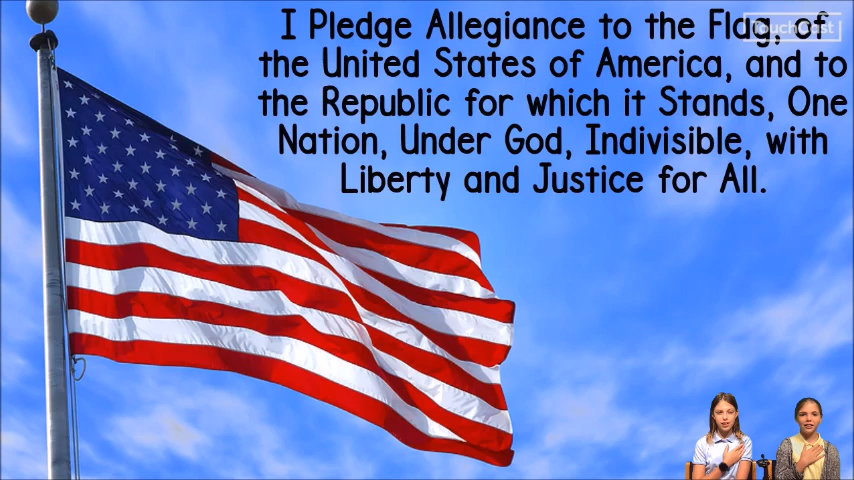 I Pledge Allegiance to the Flag, of
the United States of America, and to
the Republic for which it Stands, One
Nation, Under God, Indivisible, with
Liberty and Justice for All.
TouchCast